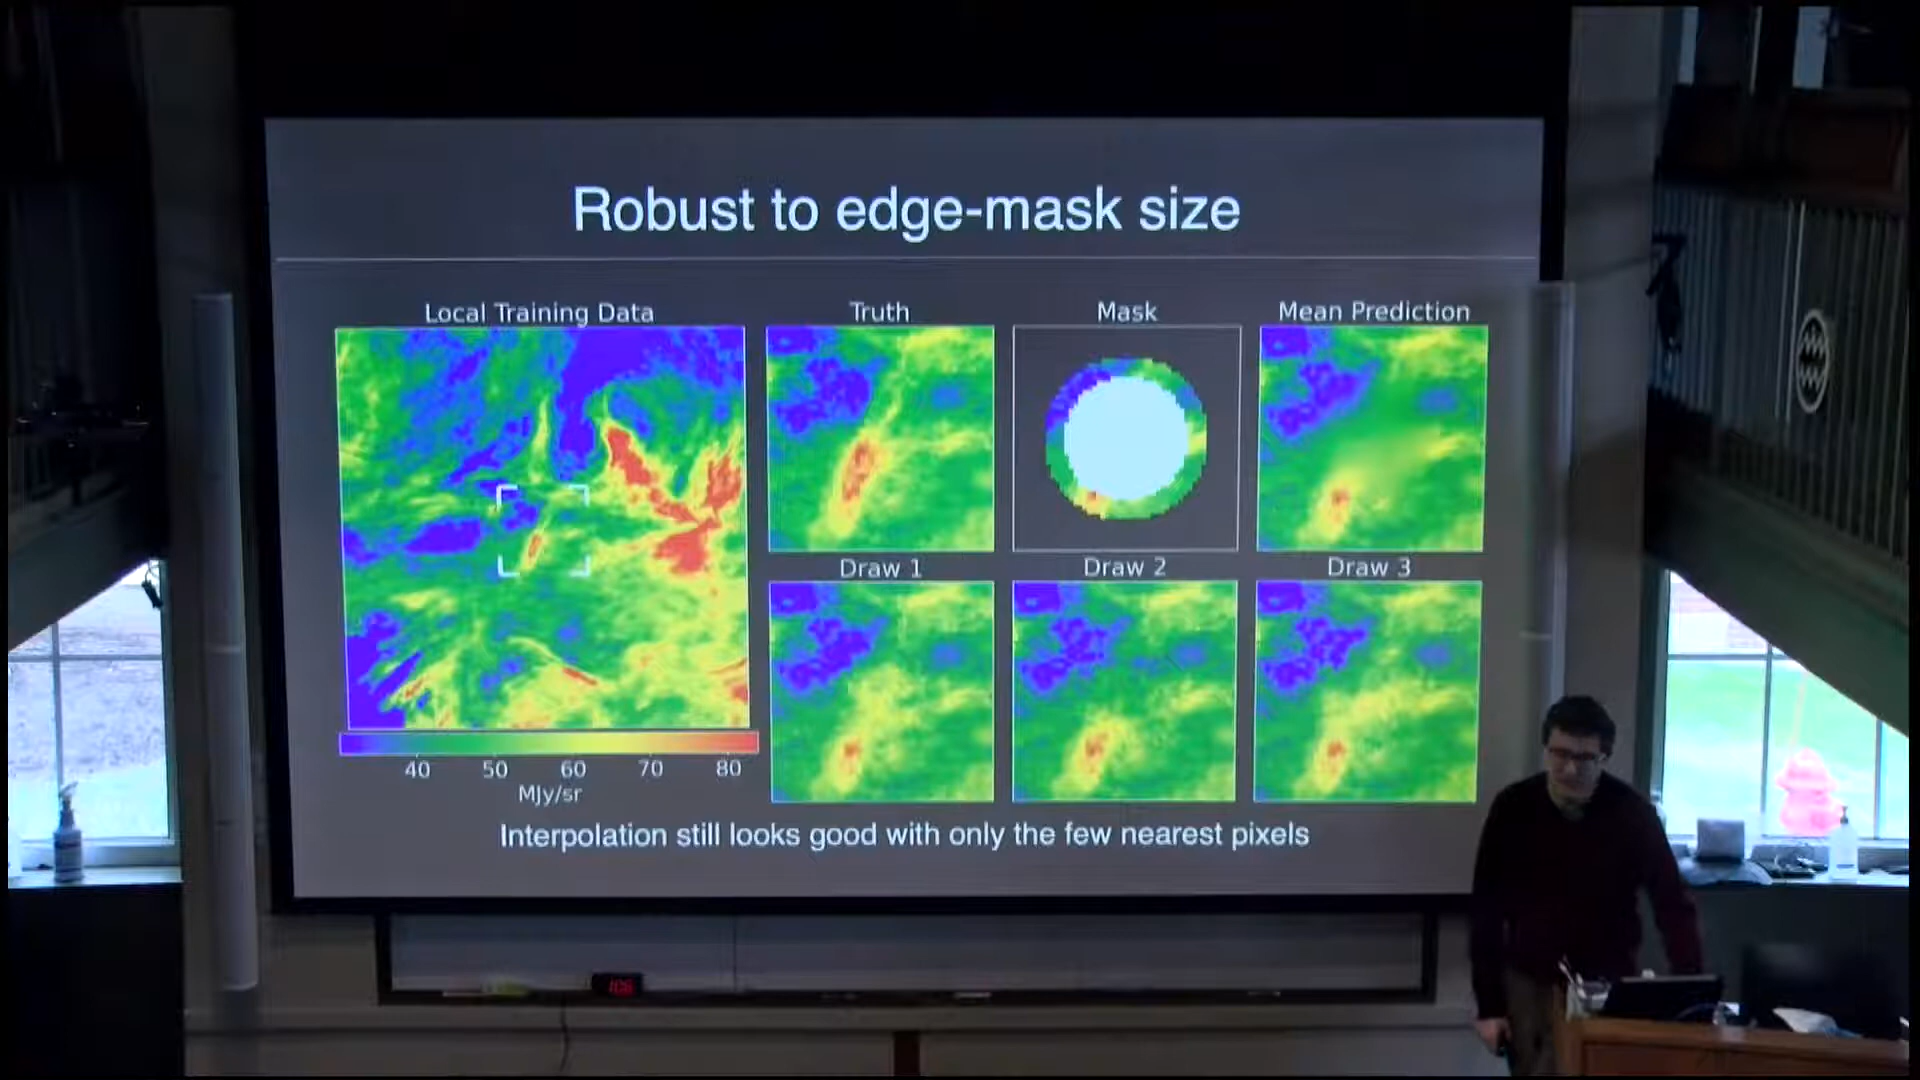 Robust to edge-mask size
Local Training Data
Truth
Mask
Mean Prediction
Draw 1
Draw 2
Draw 3
40 50 60 70 80
MJy/sr
Interpolation still looks good with only the few nearest pixels